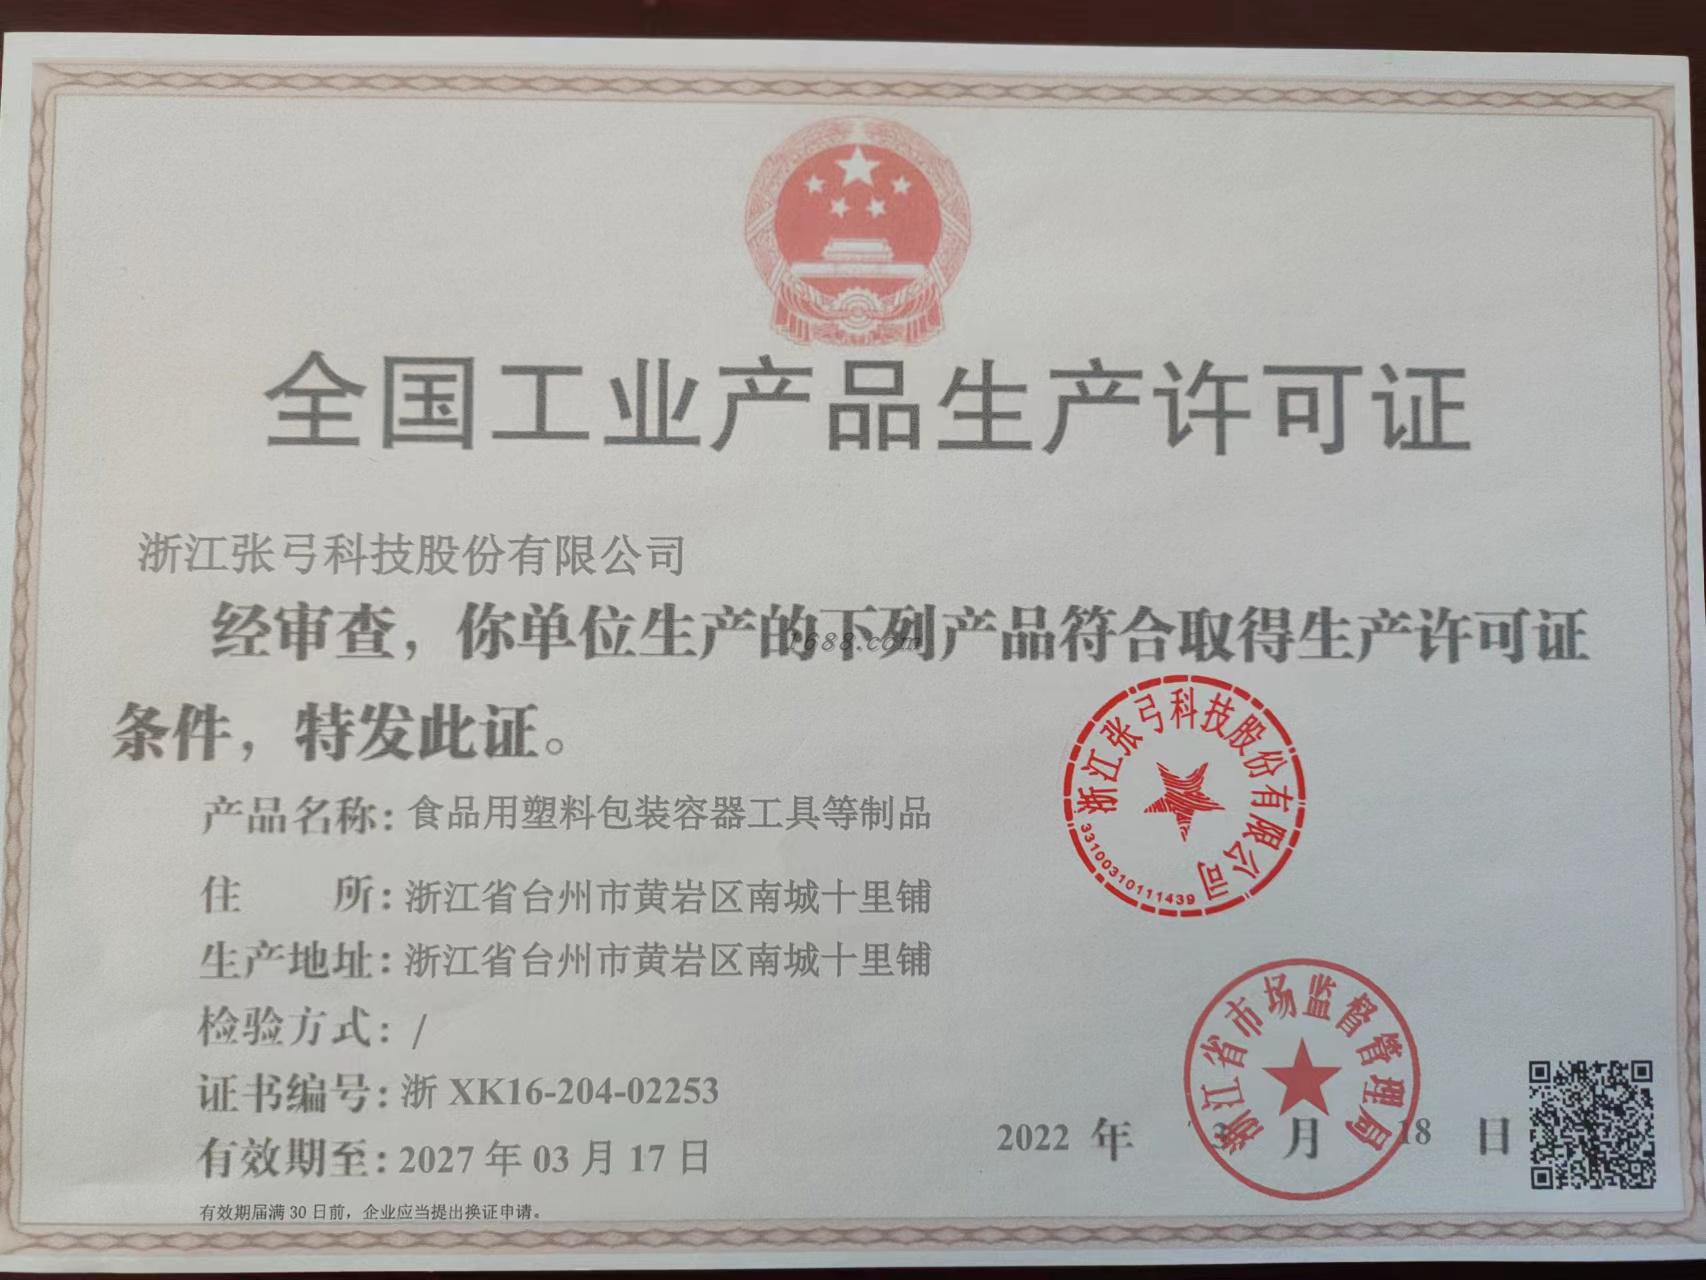 全国工业产品生产许可证
浙江张弓科技股份有限公司
经审查，你单位生产的下列产品符合取得生产许可证
1688.com
条件，特发此证。
浙江张弓科技股份有限公司
33100310111439
产品名称：食品用塑料包装容器工具等制品
住 所：浙江省台州市黄岩区南城十里铺
生产地址：浙江省台州市黄岩区南城十里铺
检验方式：/
浙江省市场监督管理局
证书编号：浙 XK16-204-02253
2022 年 3 月 18 日
有效期至：2027 年 03 月 17 日
有效期届满 30 日前，企业应当提出换证申请。